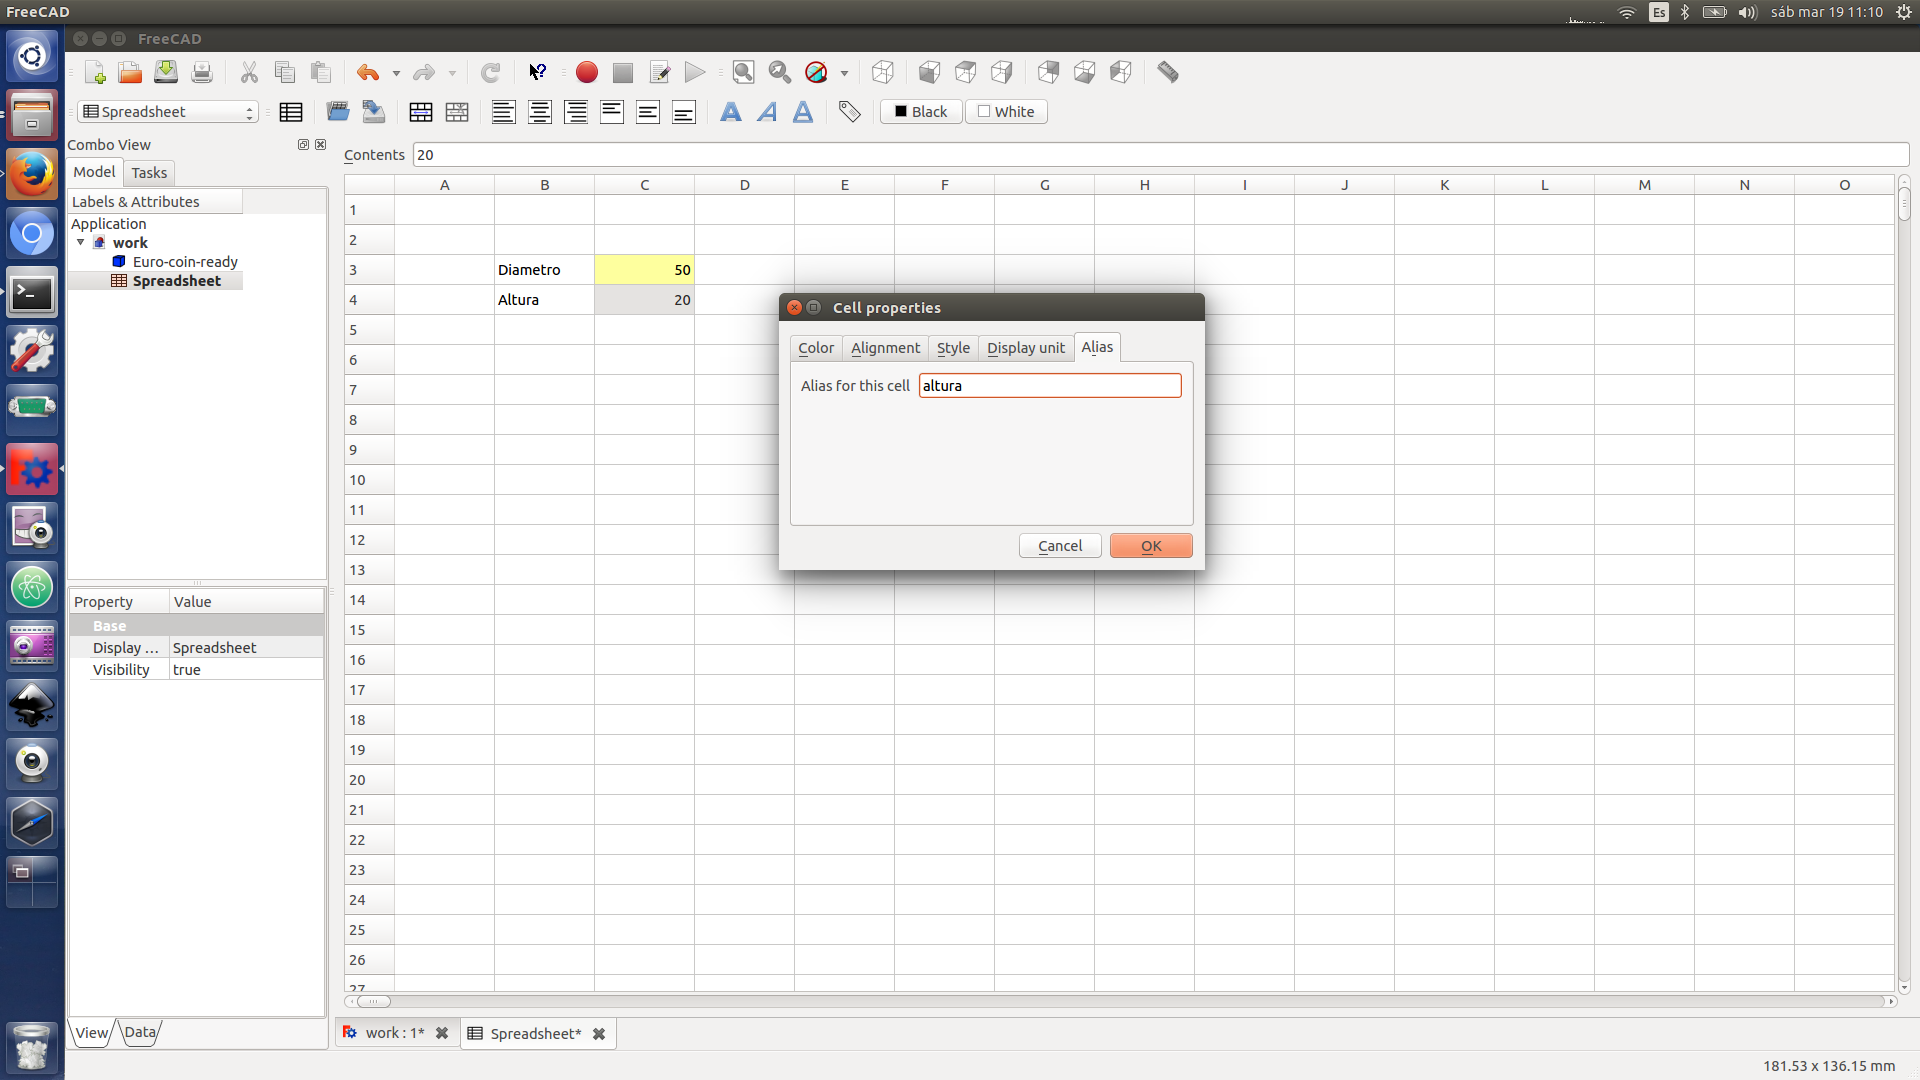 FreeCAD
Es
sáb mar 19 11:10
FreeCAD
Spreadsheet
Black
White
Combo View
Model
Tasks
Contents
20
Labels & Attributes
Application
work
Euro-coin-ready
Spreadsheet
A B C D E F G H I J K L M N O
1
2
3 Diametro 50
4 Altura 20
5
6
7
8
9
10
11
12
13
14
15
16
17
18
19
20
21
22
23
24
25
26
27
Cell properties
Color
Alignment
Style
Display unit
Alias
Alias for this cell
altura
Cancel
OK
Property Value
Base
Display ... Spreadsheet
Visibility true
View
Data
work : 1*
Spreadsheet*
181.53 x 136.15 mm